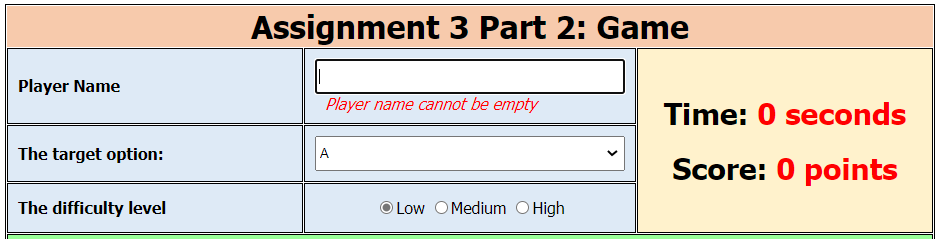 Assignment 3 Part 2: Game
Player Name
Player name cannot be empty
The target option:
A
The difficulty level
Low Medium High
Time: 0 seconds
Score: 0 points